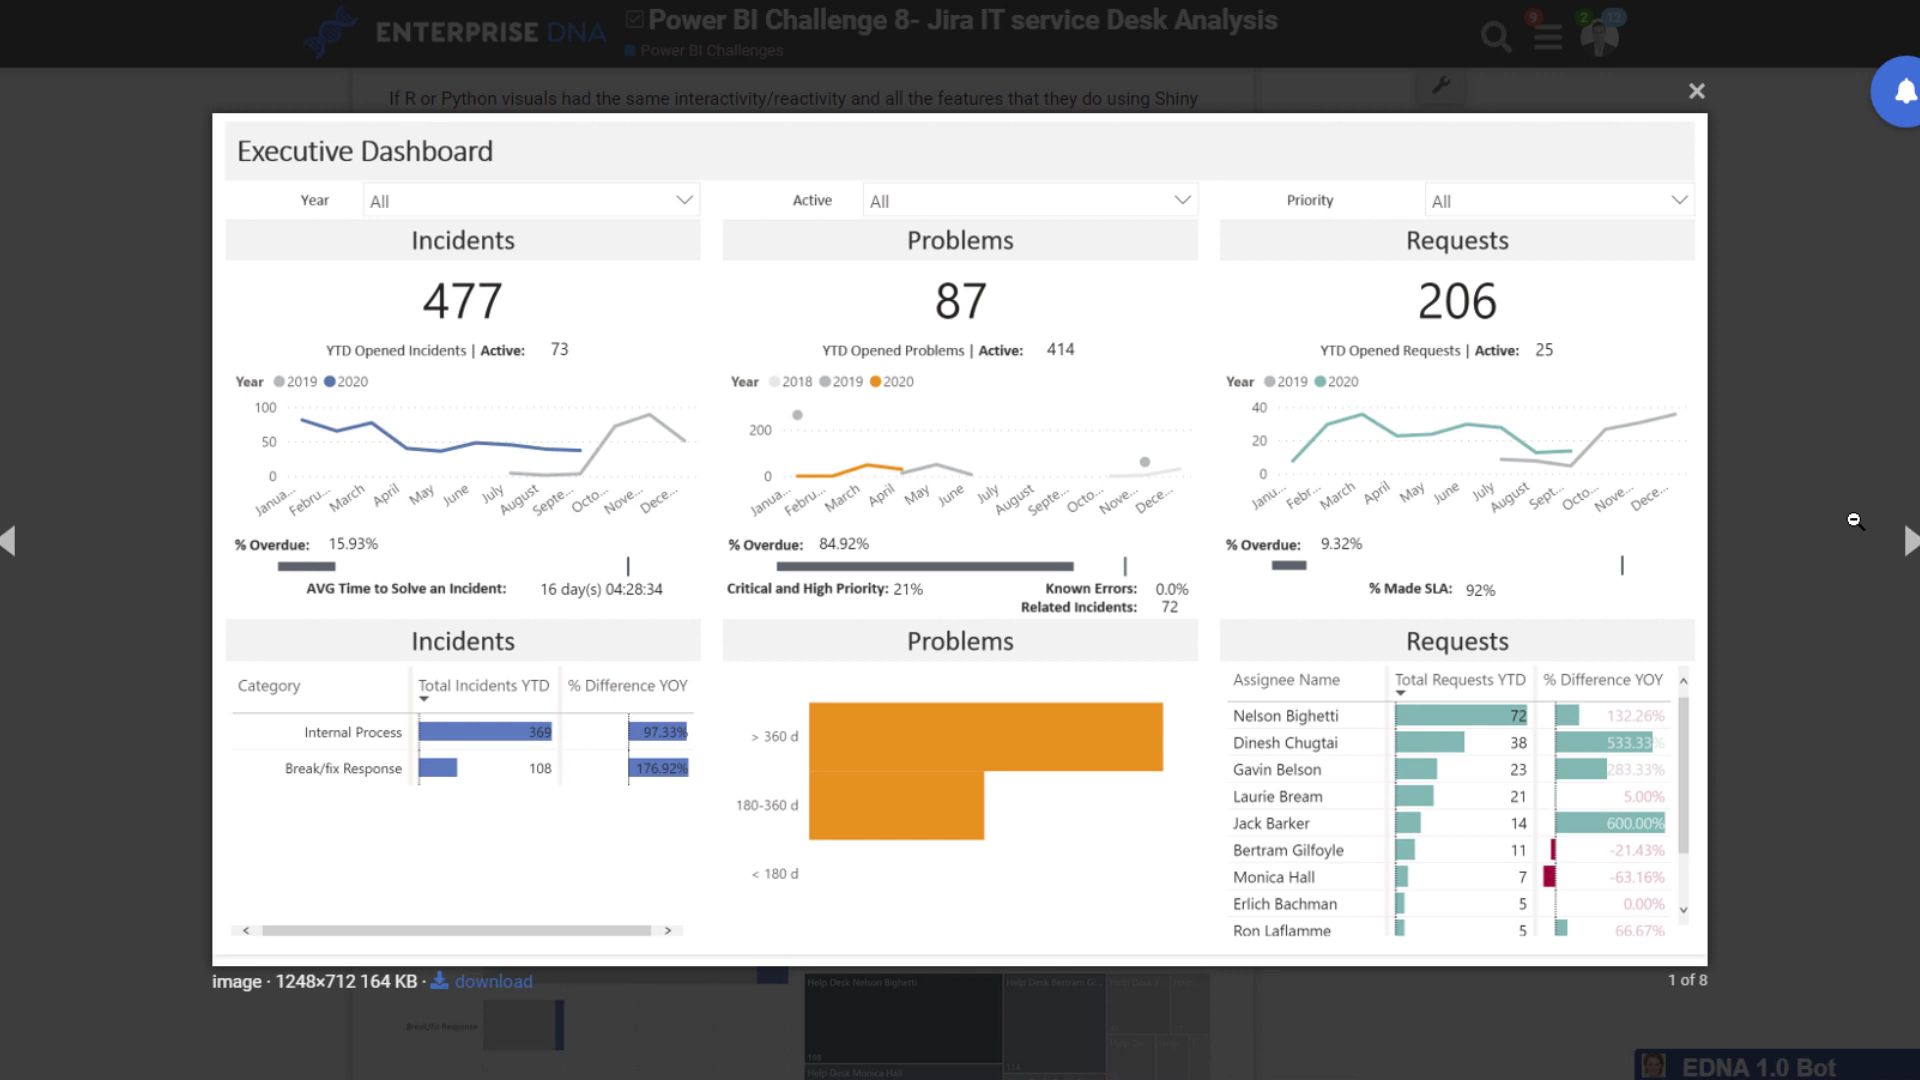 ENTERPRISE DNA
Power BI Challenge 8- Jira IT service Desk Analysis
Power BI Challenges
9
2
12
If R or Python visuals had the same interactivity/reactivity and all the features that they do using Shiny
Executive Dashboard
Year All
Active All
Priority All
Incidents
477
YTD Opened Incidents | Active: 73
Year 2019 2020
100
50
0
Janua... Febru... March April May June July August Septe... Octo... Nove... Dece...
% Overdue: 15.93%
AVG Time to Solve an Incident: 16 day(s) 04:28:34
Problems
87
YTD Opened Problems | Active: 414
Year 2018 2019 2020
200
0
Janua... Febru... March April May June July August Septe... Octo... Nove... Dece...
% Overdue: 84.92%
Critical and High Priority: 21% Known Errors: 0.0%
Related Incidents: 72
Requests
206
YTD Opened Requests | Active: 25
Year 2019 2020
40
20
0
Janu... Febr... March April May June July August Sept... Octo... Nove... Dece...
% Overdue: 9.32%
% Made SLA: 92%
Incidents
Category Total Incidents YTD % Difference YOY
Internal Process 369 97.33%
Break/fix Response 108 176.92%
Problems
> 360 d
180-360 d
< 180 d
Requests
Assignee Name Total Requests YTD % Difference YOY
Nelson Bighetti 72 132.26%
Dinesh Chugtai 38 533.33%
Gavin Belson 23 283.33%
Laurie Bream 21 5.00%
Jack Barker 14 600.00%
Bertram Gilfoyle 11 -21.43%
Monica Hall 7 -63.16%
Erlich Bachman 5 0.00%
Ron Laflamme 5 66.67%
image · 1248×712 164 KB · download
1 of 8
Help Desk Nelson Bighetti
Help Desk Bertram G...
Break/fix Response
Help Desk Monica Hall
EDNA 1.0 Bot